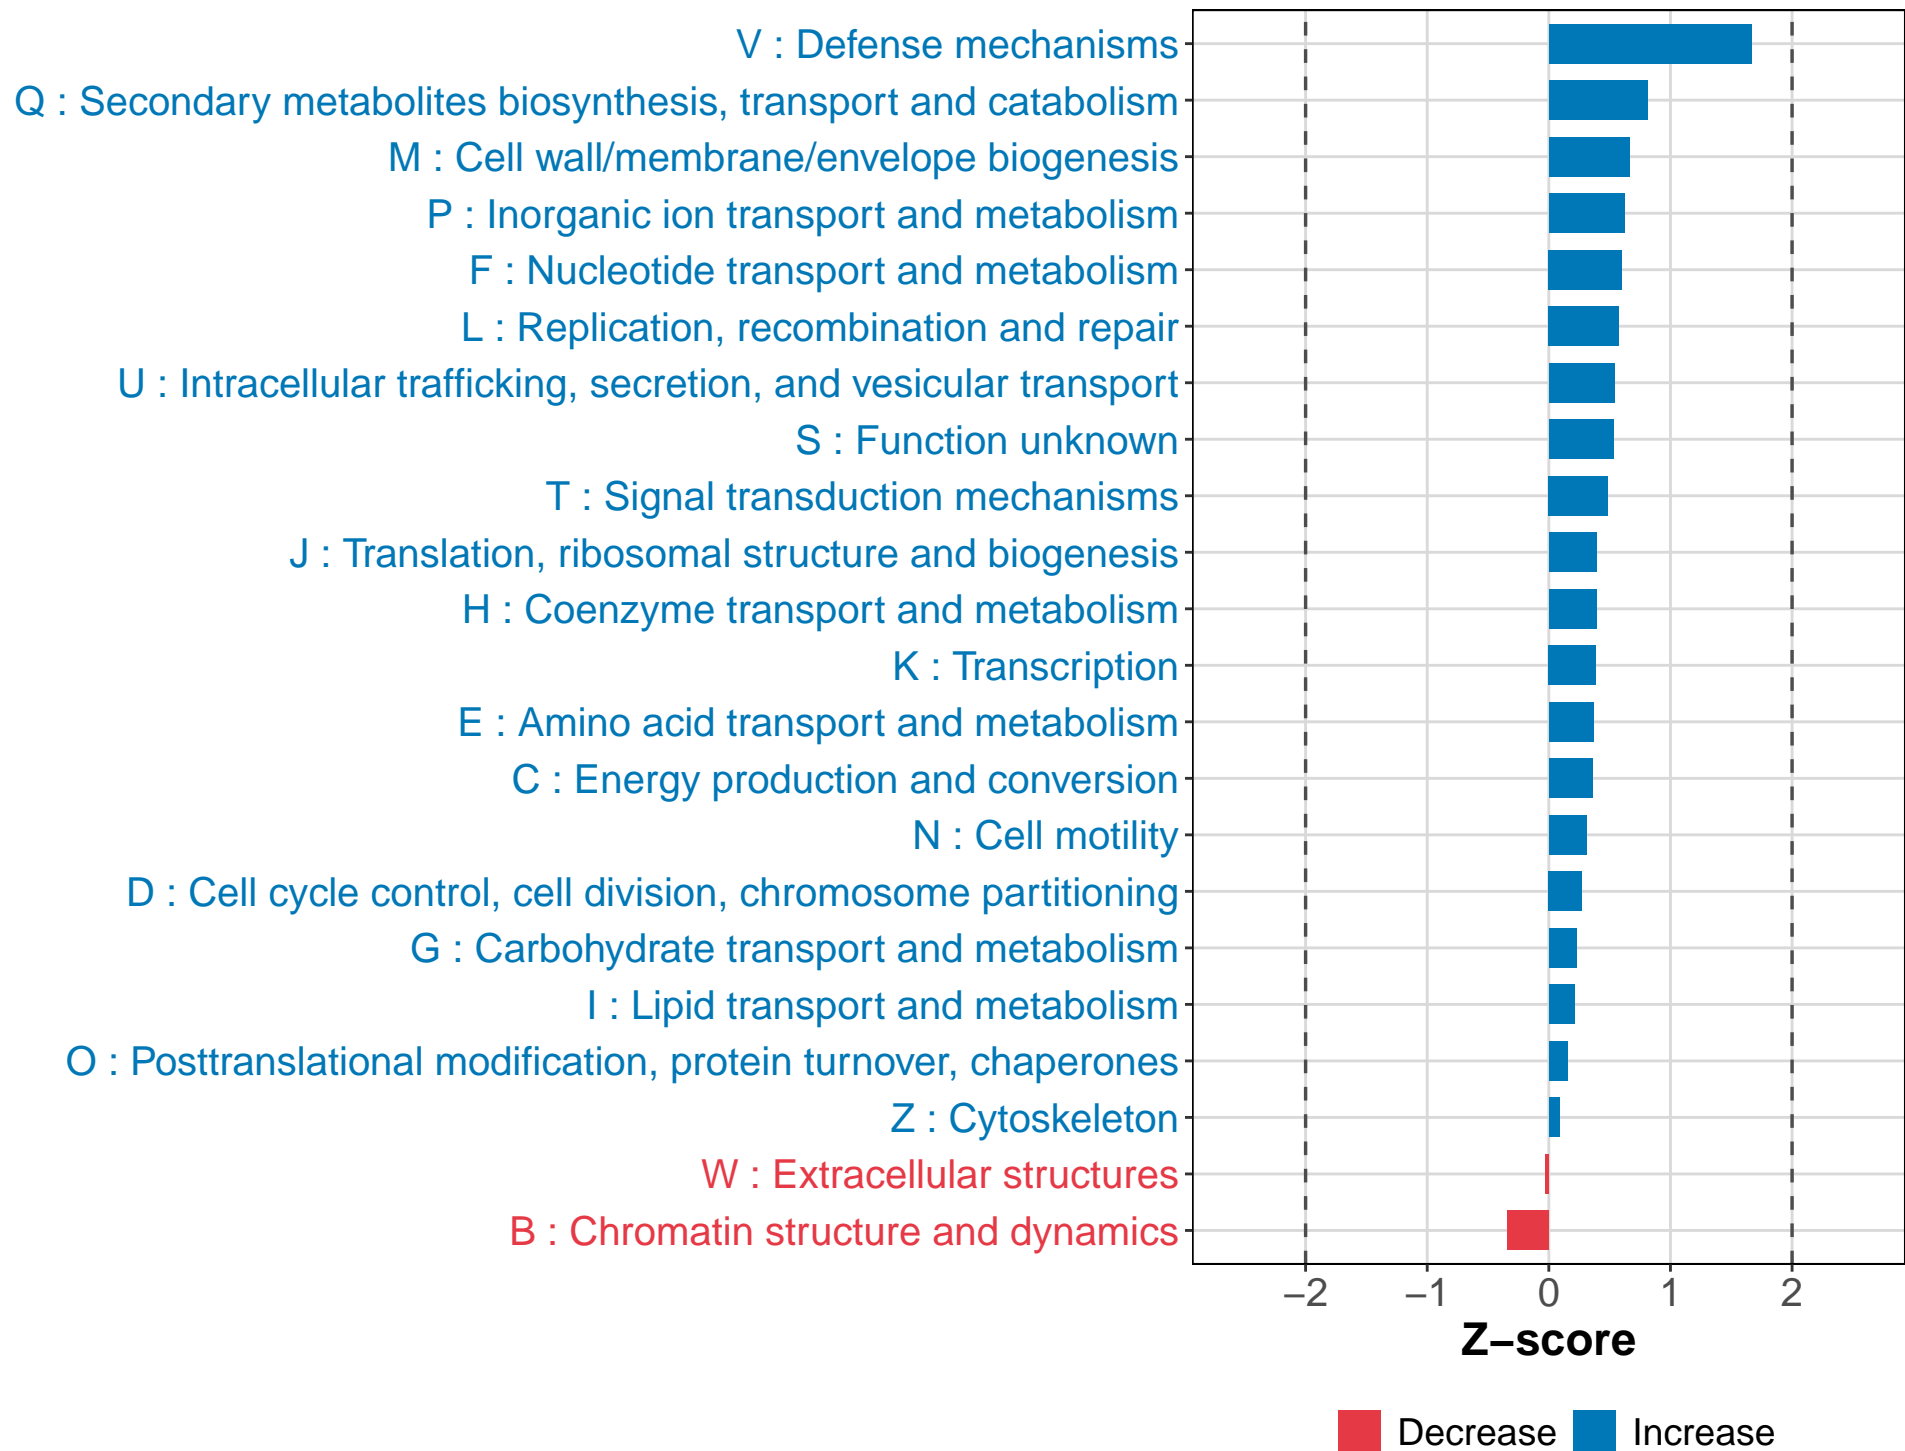 V : Defense mechanisms
Q : Secondary metabolites biosynthesis, transport and catabolism
M : Cell wall/membrane/envelope biogenesis
P : Inorganic ion transport and metabolism
F : Nucleotide transport and metabolism
L : Replication, recombination and repair
U : Intracellular trafficking, secretion, and vesicular transport
S : Function unknown
T : Signal transduction mechanisms
J : Translation, ribosomal structure and biogenesis
H : Coenzyme transport and metabolism
K : Transcription
E : Amino acid transport and metabolism
C : Energy production and conversion
N : Cell motility
D : Cell cycle control, cell division, chromosome partitioning
G : Carbohydrate transport and metabolism
I : Lipid transport and metabolism
O : Posttranslational modification, protein turnover, chaperones
Z : Cytoskeleton
W : Extracellular structures
B : Chromatin structure and dynamics
−2 −1 0 1 2
Z−score
Decrease Increase